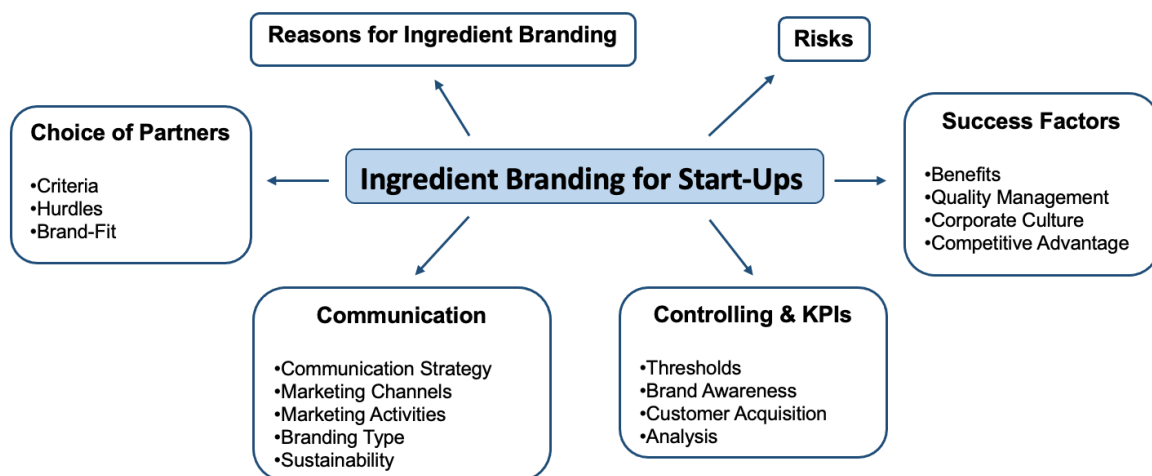 Reasons for Ingredient Branding
Risks
Choice of Partners
•Criteria
•Hurdles
•Brand-Fit
Ingredient Branding for Start-Ups
Success Factors
•Benefits
•Quality Management
•Corporate Culture
•Competitive Advantage
Communication
•Communication Strategy
•Marketing Channels
•Marketing Activities
•Branding Type
•Sustainability
Controlling & KPIs
•Thresholds
•Brand Awareness
•Customer Acquisition
•Analysis